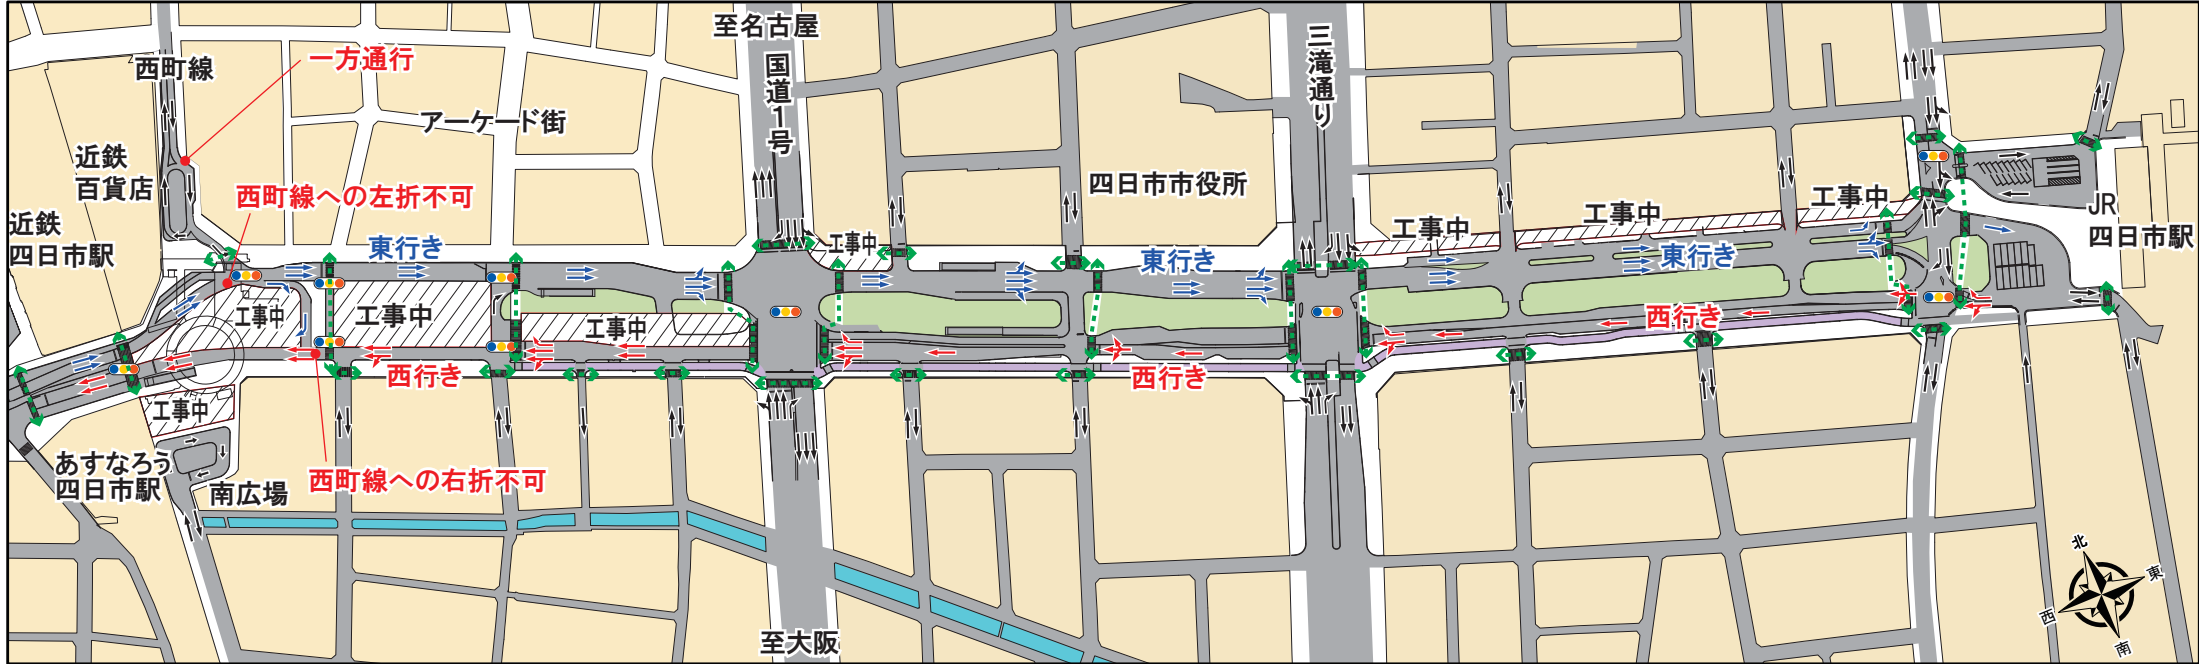 至名古屋
国道1号
三滝通り
西町線
一方通行
アーケード街
近鉄
百貨店
西町線への左折不可
近鉄
四日市駅
四日市市役所
東行き
工事中
東行き
工事中
工事中
工事中
東行き
JR
四日市駅
工事中
工事中
工事中
西行き
西行き
西行き
工事中
あすなろう
四日市駅
南広場
西町線への右折不可
至大阪
北
東
西
南